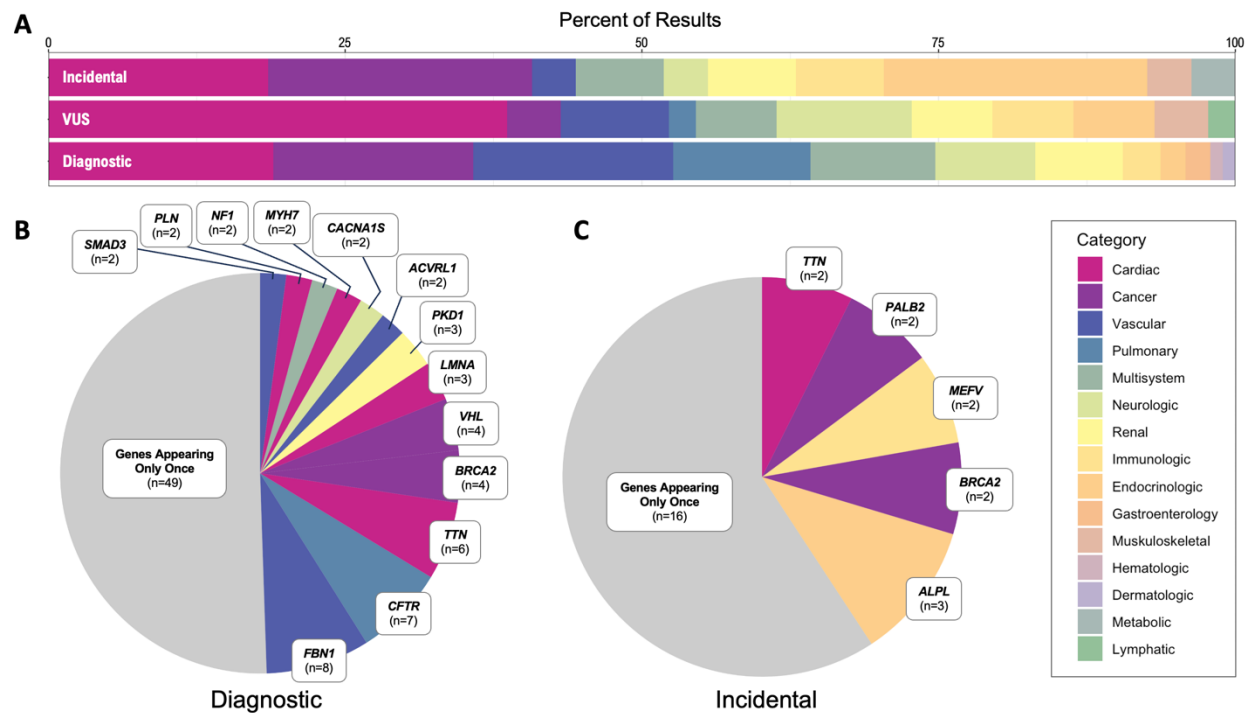 A
Percent of Results
0 25 50 75 100
Incidental
VUS
Diagnostic
B
SMAD3
(n=2)
PLN
(n=2)
NF1
(n=2)
MYH7
(n=2)
CACNA1S
(n=2)
ACVRL1
(n=2)
PKD1
(n=3)
LMNA
(n=3)
VHL
(n=4)
BRCA2
(n=4)
TTN
(n=6)
CFTR
(n=7)
FBN1
(n=8)
Genes Appearing
Only Once
(n=49)
Diagnostic
C
TTN
(n=2)
PALB2
(n=2)
MEFV
(n=2)
BRCA2
(n=2)
ALPL
(n=3)
Genes Appearing
Only Once
(n=16)
Incidental
Category
Cardiac
Cancer
Vascular
Pulmonary
Multisystem
Neurologic
Renal
Immunologic
Endocrinologic
Gastroenterology
Muskuloskeletal
Hematologic
Dermatologic
Metabolic
Lymphatic